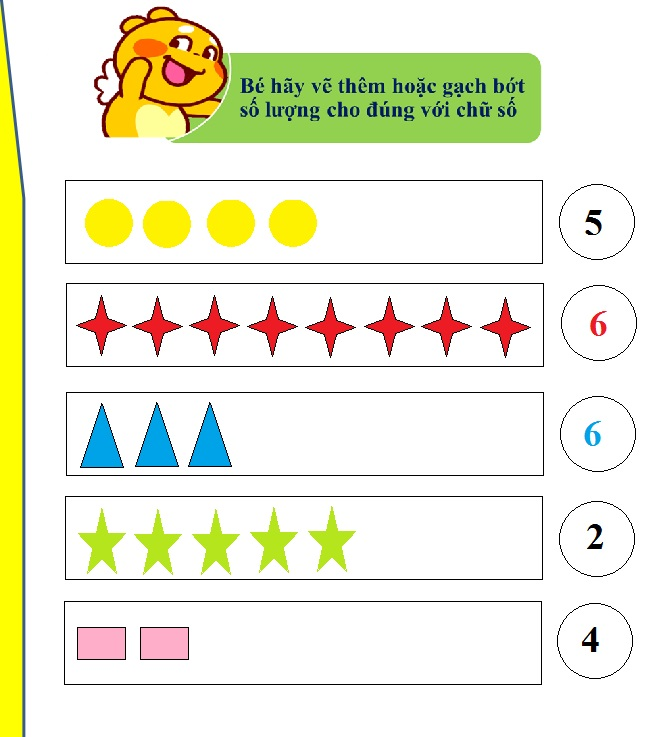 Bé hãy vẽ thêm hoặc gạch bớt
số lượng cho đúng với chữ số
5
6
6
2
4